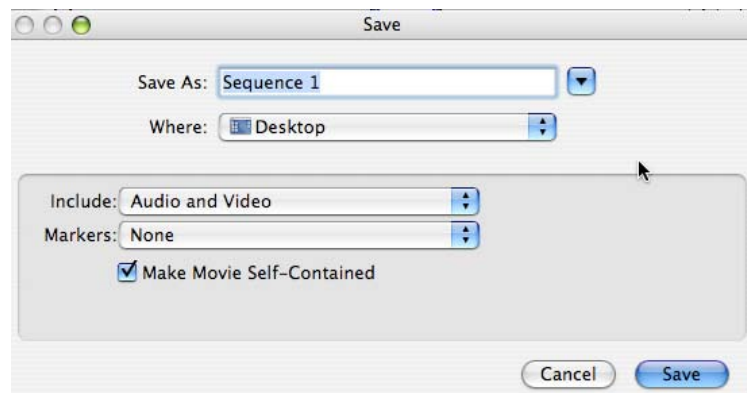 Save
Save As: Sequence 1
Where: Desktop
Include: Audio and Video
Markers: None
Make Movie Self-Contained
Cancel Save